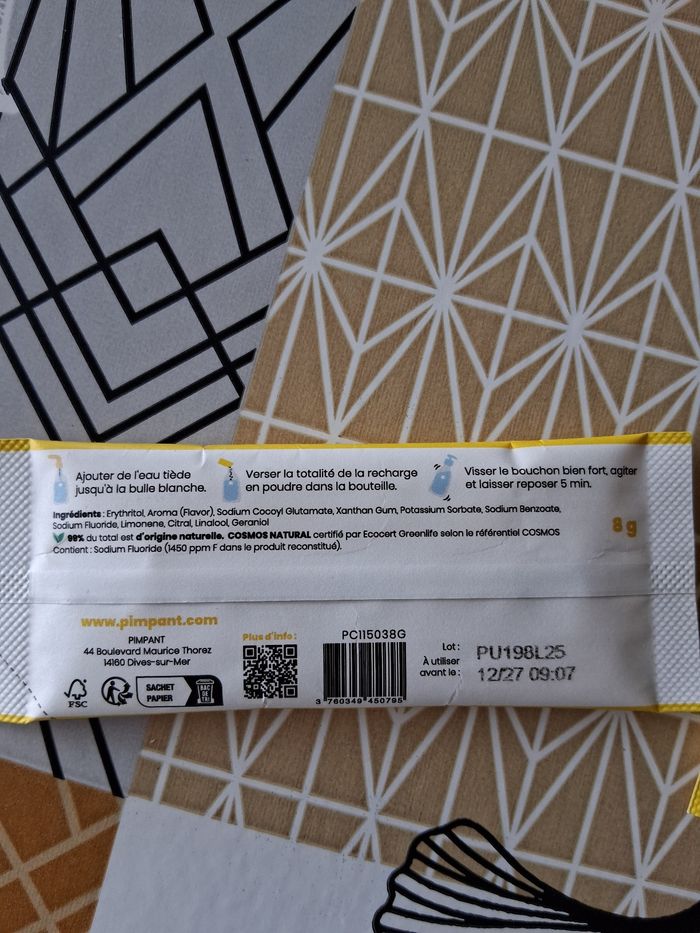 Ajouter de l'eau tiède
jusqu'à la bulle blanche.
Verser la totalité de la recharge
en poudre dans la bouteille.
Visser le bouchon bien fort, agiter
et laisser reposer 5 min.
Ingrédients : Erythritol, Aroma (Flavor), Sodium Cocoyl Glutamate, Xanthan Gum, Potassium Sorbate, Sodium Benzoate,
Sodium Fluoride, Limonene, Citral, Linalool, Geraniol
98% du total est d'origine naturelle. COSMOS NATURAL certifié par Ecocert Greenlife selon le référentiel COSMOS
Contient : Sodium Fluoride (1450 ppm F dans le produit reconstitué).
8 g
www.pimpant.com
PIMPANT
44 Boulevard Maurice Thorez
14160 Dives-sur-Mer
FSC
SACHET
PAPIER
BAC
DE TRI
Plus d'info :
PC115038G
3 760349 450795
Lot : PU198L25
À utiliser
avant le : 12/27 09:07